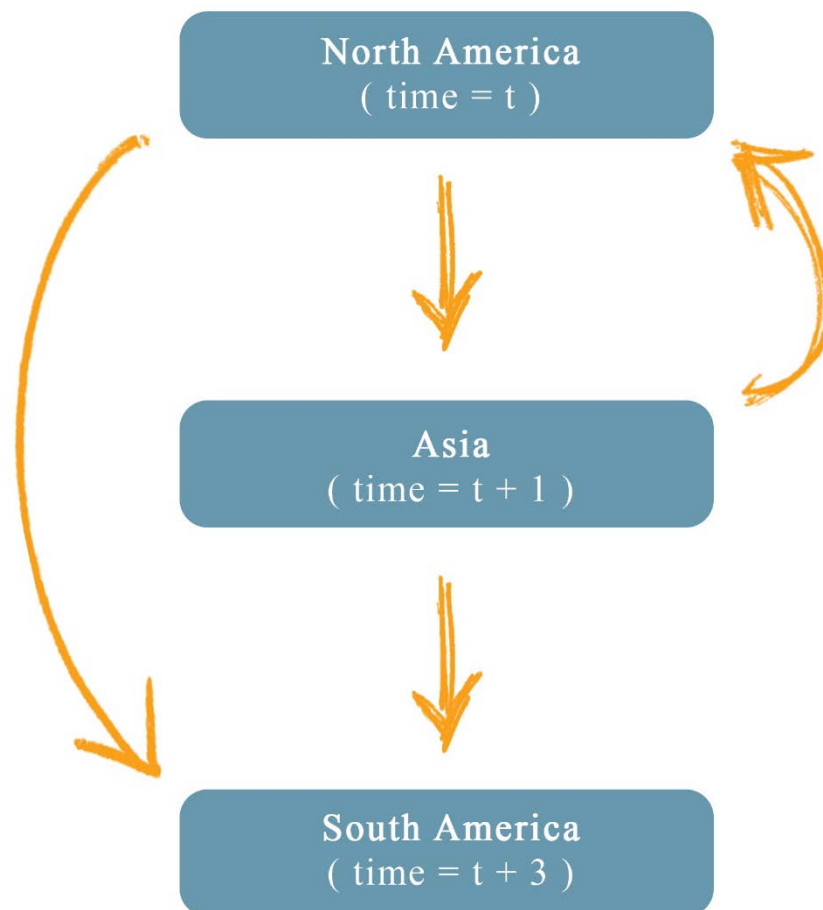 North America
( time = t )
Asia
( time = t + 1 )
South America
( time = t + 3 )